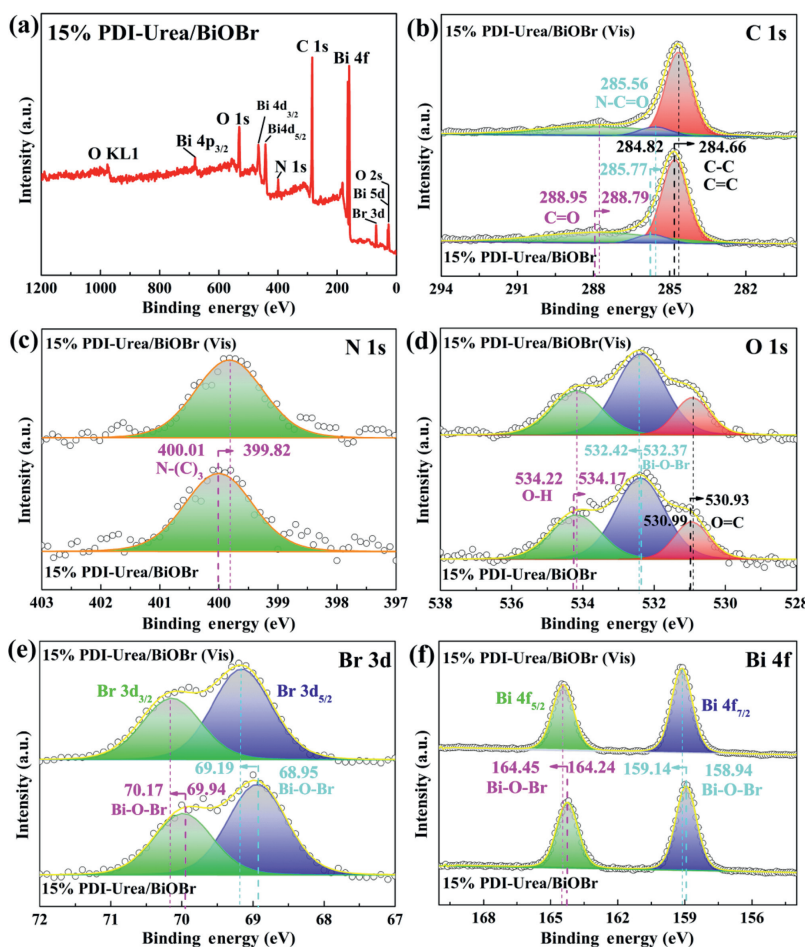 (a)
15% PDI-Urea/BiOBr
C 1s
Bi 4f
O 1s
Bi 4d3/2
Bi4d5/2
Bi 4p3/2
O KL1
N 1s
O 2s
Bi 5d
Br 3d
Intensity (a.u.)
1200 1000 800 600 400 200 0
Binding energy (eV)
(b)
15% PDI-Urea/BiOBr (Vis)
C 1s
285.56
N-C=O
284.82 284.66
285.77
C-C
C=C
288.95 288.79
C=O
15% PDI-Urea/BiOBr
Intensity (a.u.)
294 291 288 285 282 280
Binding energy (eV)
(c)
15% PDI-Urea/BiOBr (Vis)
N 1s
400.01 399.82
N-(C)3
15% PDI-Urea/BiOBr
Intensity (a.u.)
403 402 401 400 399 398 397
Binding energy (eV)
(d)
15% PDI-Urea/BiOBr(Vis)
O 1s
532.42 532.37
Bi-O-Br
534.22 534.17
O-H
530.93
530.99 O=C
15% PDI-Urea/BiOBr
Intensity (a.u.)
538 536 534 532 530 528
Binding energy (eV)
(e)
15% PDI-Urea/BiOBr (Vis)
Br 3d
Br 3d3/2
Br 3d5/2
69.19 68.95
Bi-O-Br
70.17 69.94
Bi-O-Br
15% PDI-Urea/BiOBr
Intensity (a.u.)
72 71 70 69 68 67
Binding energy (eV)
(f)
15% PDI-Urea/BiOBr (Vis)
Bi 4f
Bi 4f5/2
Bi 4f7/2
164.45 164.24
Bi-O-Br
159.14 158.94
Bi-O-Br
15% PDI-Urea/BiOBr
Intensity (a.u.)
168 165 162 159 156
Binding energy (eV)